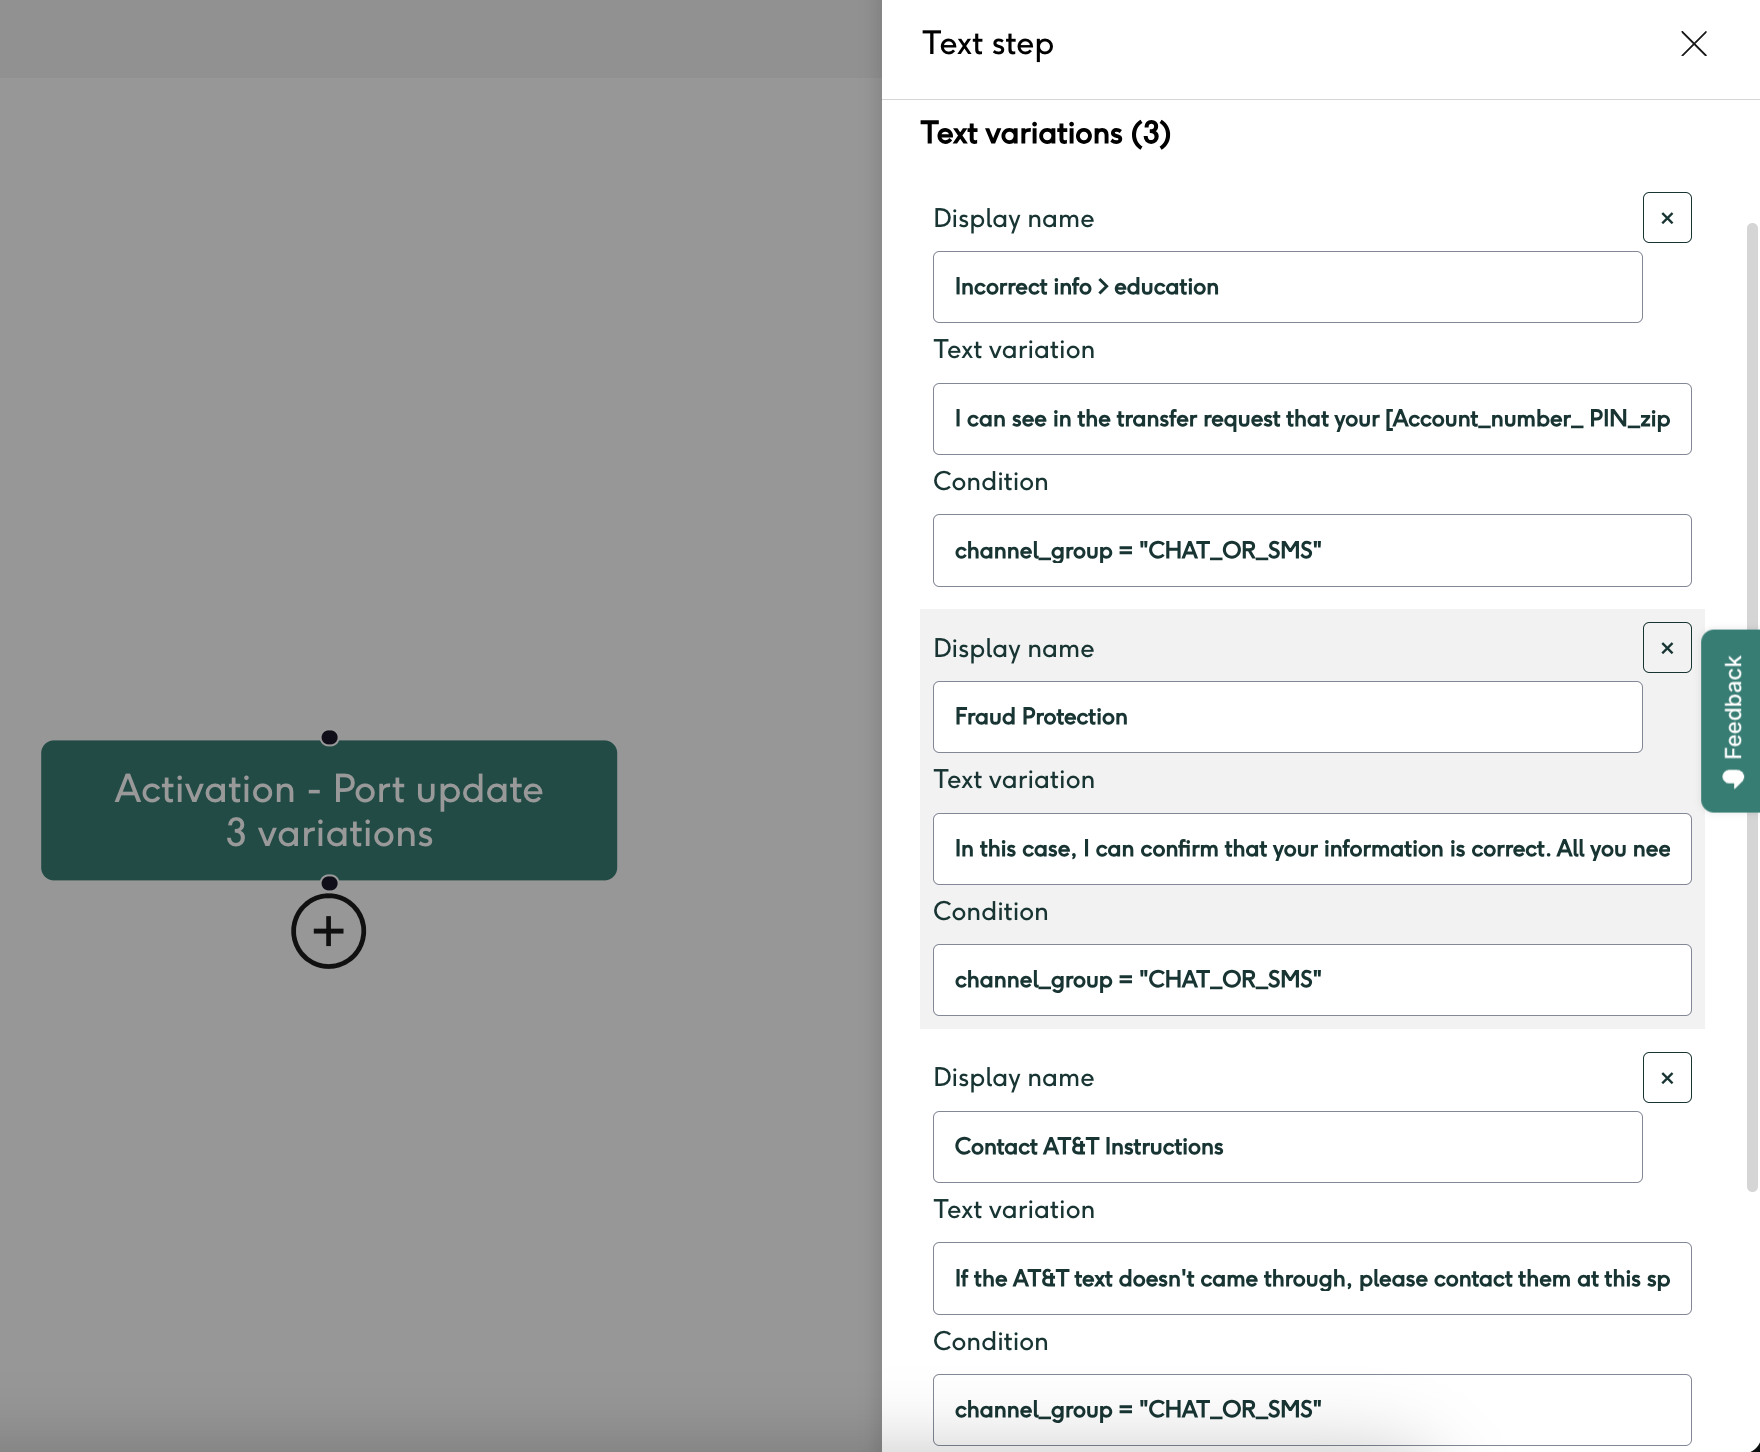 Text step
Text variations (3)
Display name
Incorrect info > education
Text variation
I can see in the transfer request that your [Account_number_ PIN_zip
Condition
channel_group = "CHAT_OR_SMS"
Display name
Fraud Protection
Text variation
In this case, I can confirm that your information is correct. All you nee
Condition
channel_group = "CHAT_OR_SMS"
Display name
Contact AT&T Instructions
Text variation
If the AT&T text doesn't came through, please contact them at this sp
Condition
channel_group = "CHAT_OR_SMS"
Activation - Port update
3 variations
Feedback